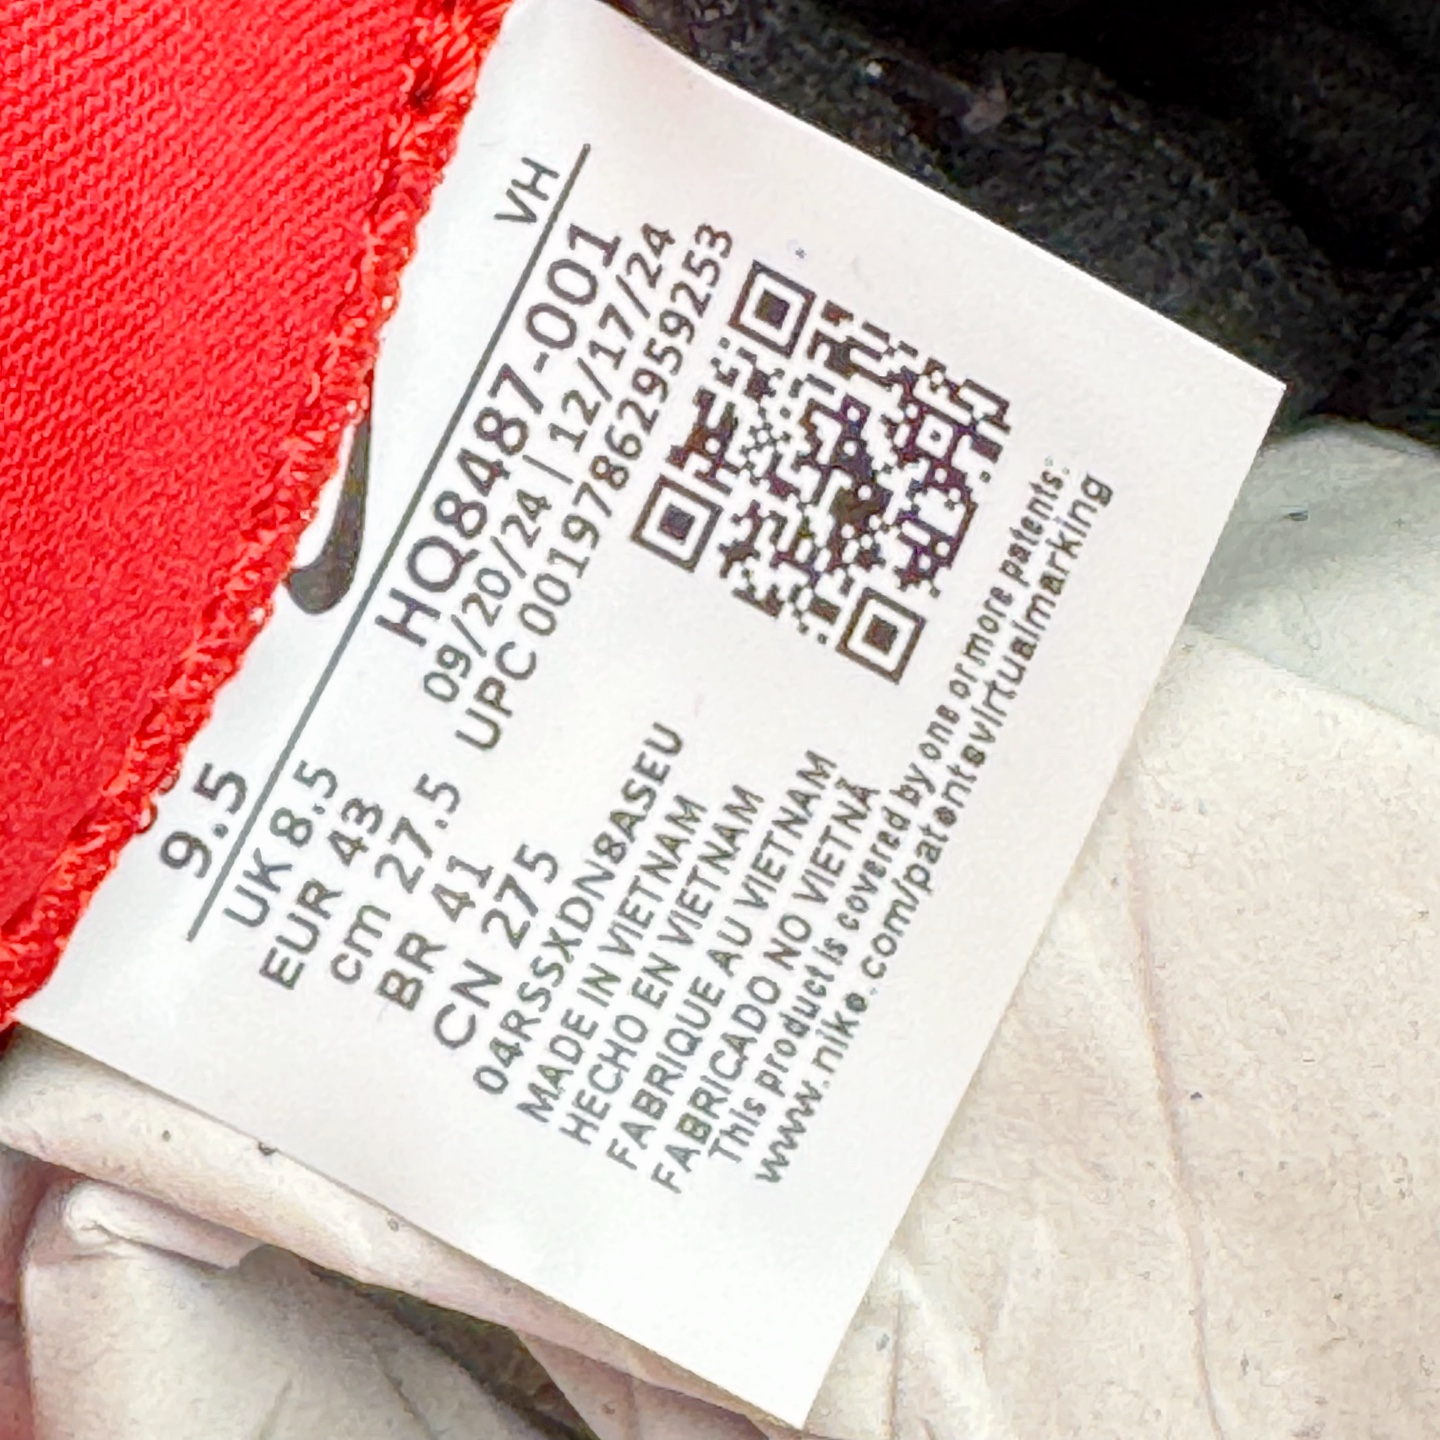 9.5
VH
UK 8.5
EUR 43
cm 27.5
BR 41
CN 275
HQ8487-001
09/20/24 | 12/17/24
UPC 00197862959253
04RSSXDN8ASEU
MADE IN VIETNAM
HECHO EN VIETNAM
FABRIQUE AU VIETNAM
FABRICADO NO VIETNÃ
This product is covered by one or more patents:
www.nike.com/patentsvirtualmarking